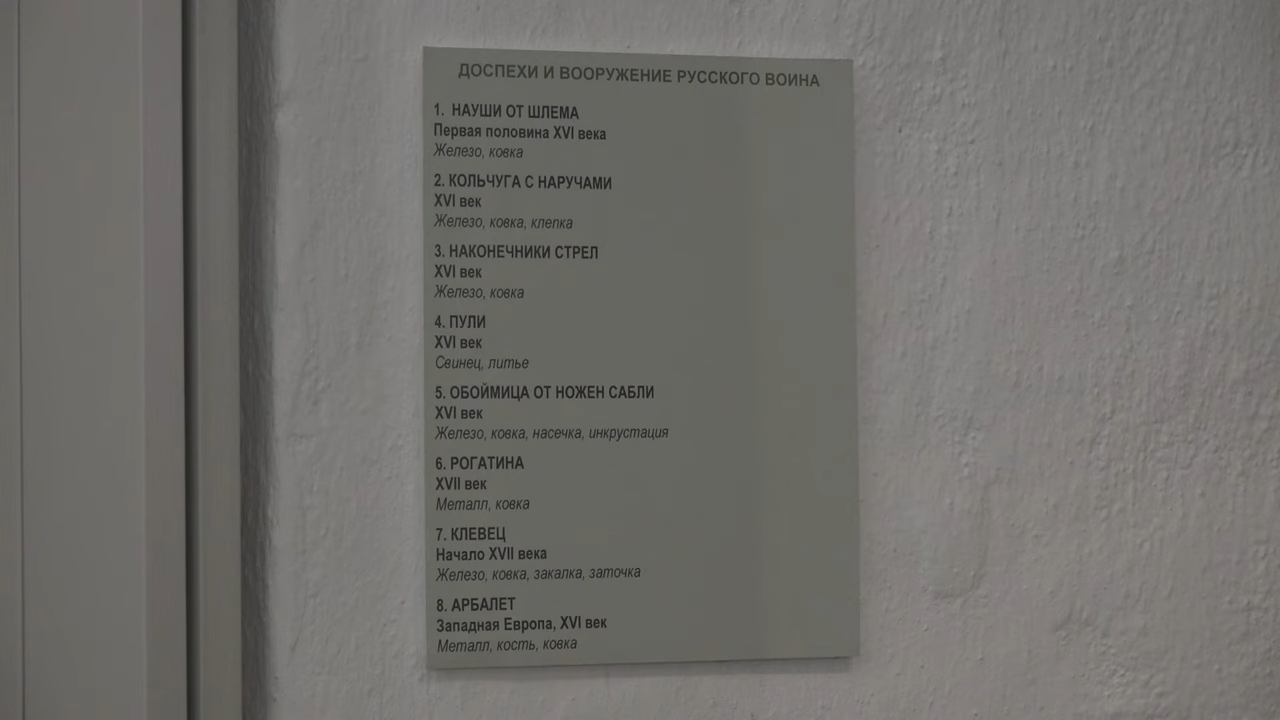 ДОСПЕХИ И ВООРУЖЕНИЕ РУССКОГО ВОИНА
1. НАУШИ ОТ ШЛЕМА
Первая половина XVI века
Железо, ковка
2. КОЛЬЧУГА С НАРУЧАМИ
XVI век
Железо, ковка, клепка
3. НАКОНЕЧНИКИ СТРЕЛ
XVI век
Железо, ковка
4. ПУЛИ
XVI век
Свинец, литье
5. ОБОЙМИЦА ОТ НОЖЕН САБЛИ
XVI век
Железо, ковка, насечка, инкрустация
6. РОГАТИНА
XVII век
Металл, ковка
7. КЛЕВЕЦ
Начало XVII века
Железо, ковка, закалка, заточка
8. АРБАЛЕТ
Западная Европа, XVI век
Металл, кость, ковка